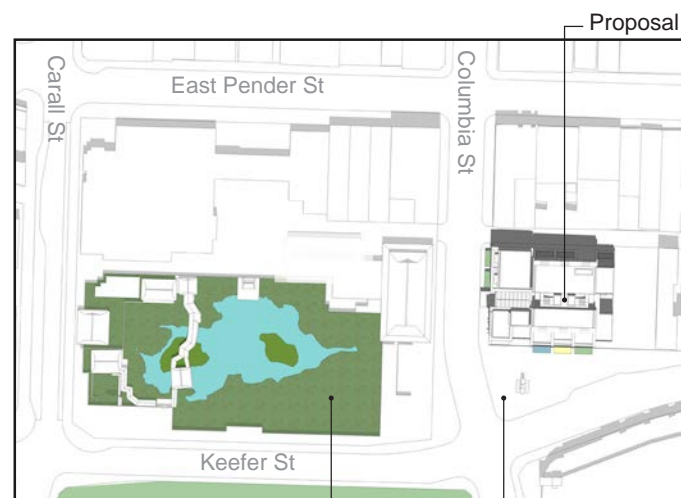 Proposal
East Pender St
Carall St
Columbia St
Keefer St